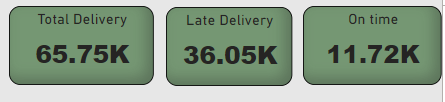 Total Delivery
65.75K
Late Delivery
36.05K
On time
11.72K